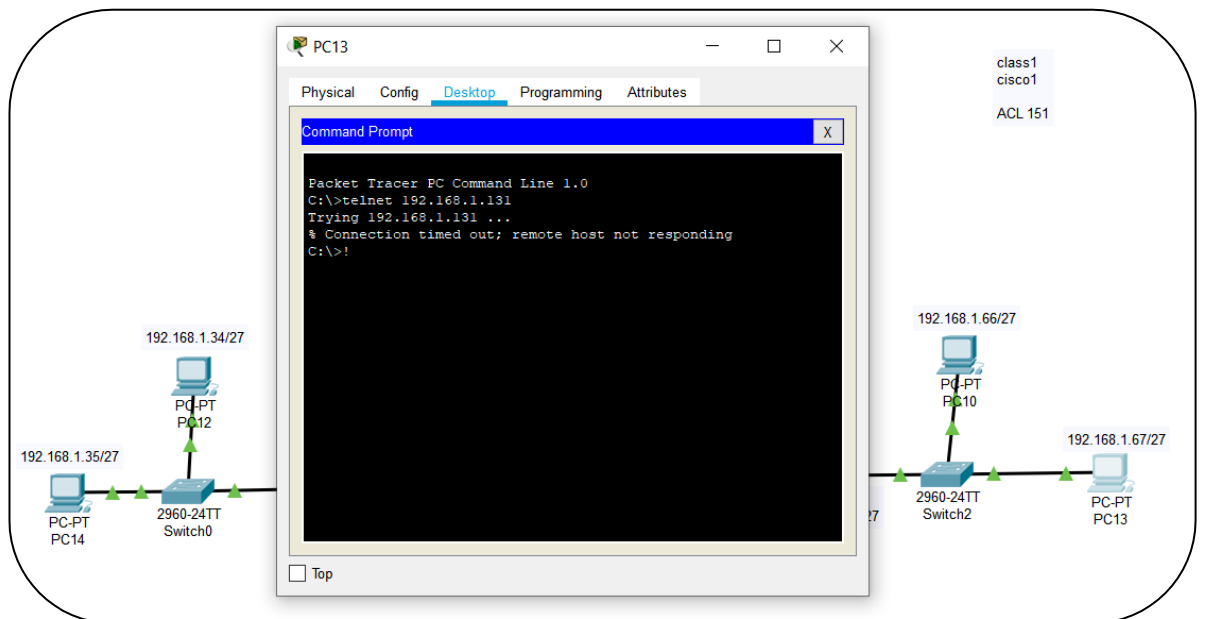 PC13
Physical Config Desktop Programming Attributes
Command Prompt
X
Packet Tracer PC Command Line 1.0
C:\>telnet 192.168.1.131
Trying 192.168.1.131 ...
% Connection timed out; remote host not responding
C:\>!
Top
class1
cisco1
ACL 151
192.168.1.34/27
PC-PT
PC12
192.168.1.35/27
PC-PT
PC14
2960-24TT
Switch0
192.168.1.66/27
PC-PT
PC10
192.168.1.67/27
PC-PT
PC13
27
2960-24TT
Switch2